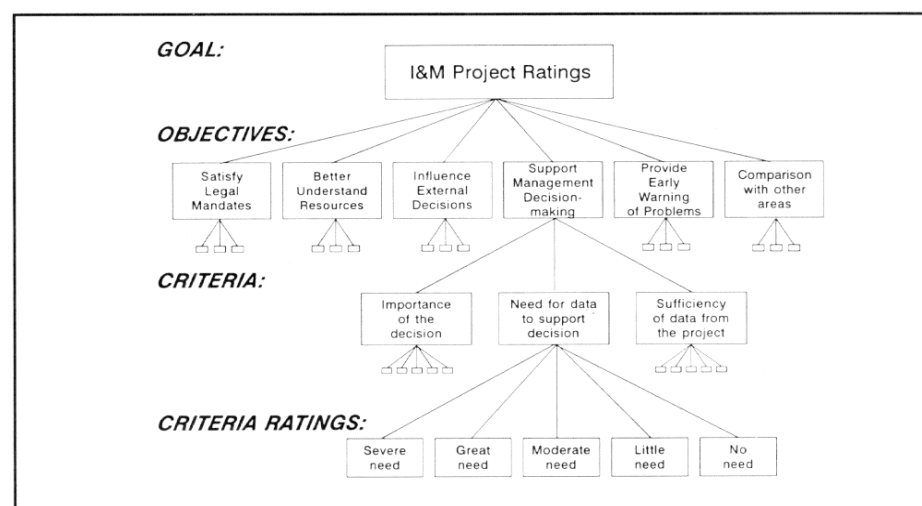 GOAL:
I&M Project Ratings
OBJECTIVES:
Satisfy
Legal
Mandates
Better
Understand
Resources
Influence
External
Decisions
Support
Management
Decision-
making
Provide
Early
Warning
of Problems
Comparison
with other
areas
CRITERIA:
Importance
of the
decision
Need for data
to support
decision
Sufficiency
of data from
the project
CRITERIA RATINGS:
Severe
need
Great
need
Moderate
need
Little
need
No
need